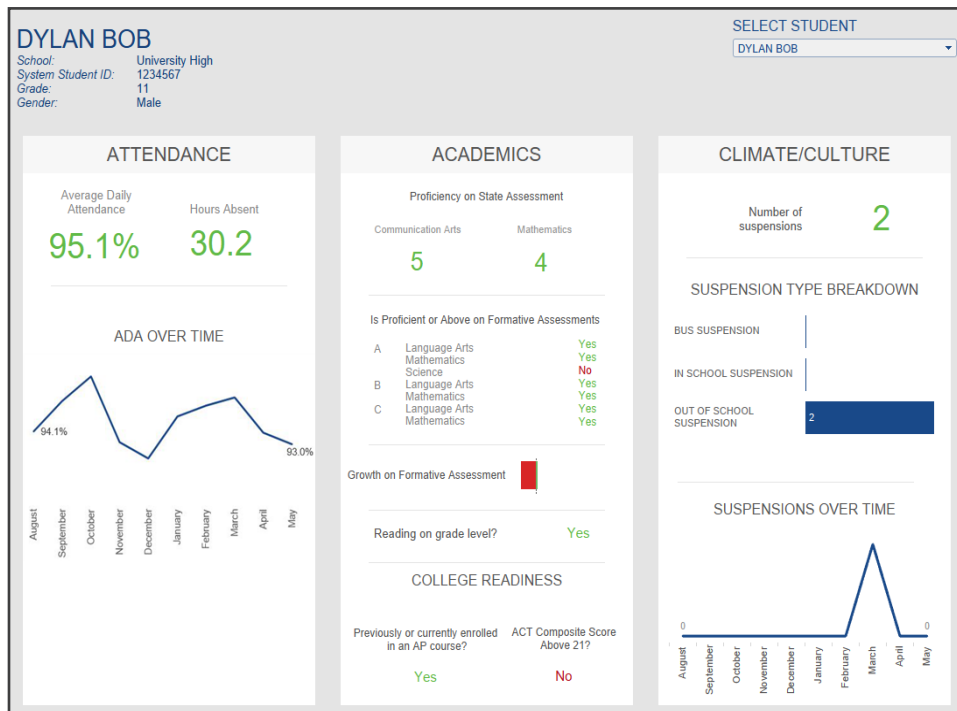 DYLAN BOB
School: University High
System Student ID: 1234567
Grade: 11
Gender: Male
SELECT STUDENT
DYLAN BOB
ATTENDANCE
Average Daily
Attendance
Hours Absent
95.1%
30.2
ADA OVER TIME
94.1%
93.0%
August
September
October
November
December
January
February
March
April
May
ACADEMICS
Proficiency on State Assessment
Communication Arts
Mathematics
5
4
Is Proficient or Above on Formative Assessments
A Language Arts Yes
Mathematics Yes
Science No
B Language Arts Yes
Mathematics Yes
C Language Arts Yes
Mathematics Yes
Growth on Formative Assessment
Reading on grade level? Yes
COLLEGE READINESS
Previously or currently enrolled
in an AP course?
Yes
ACT Composite Score
Above 21?
No
CLIMATE/CULTURE
Number of
suspensions
2
SUSPENSION TYPE BREAKDOWN
BUS SUSPENSION
IN SCHOOL SUSPENSION
OUT OF SCHOOL
SUSPENSION
2
SUSPENSIONS OVER TIME
0
0
August
September
October
November
December
January
February
March
April
May